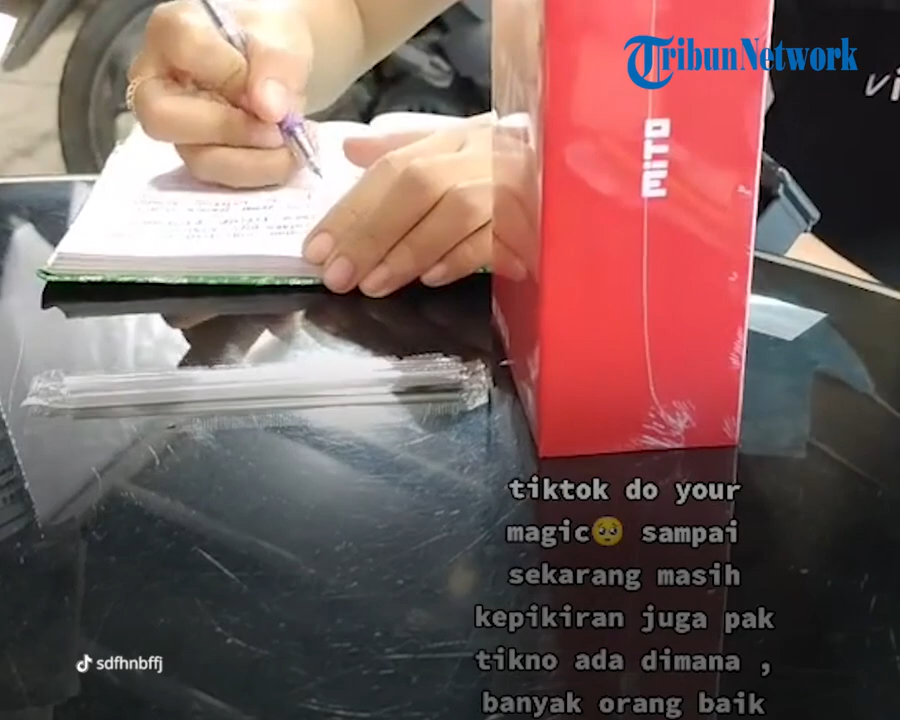 TribunNetwork
vi
mito
tiktok do your
magic🥺 sampai
sekarang masih
kepikiran juga pak
tikno ada dimana ,
banyak orang baik
sdfhnbffj